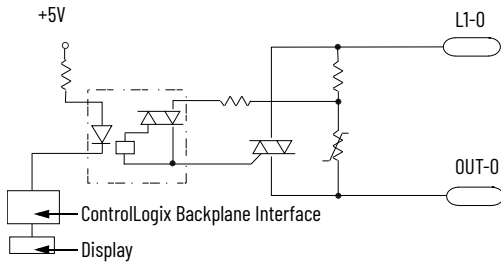 +5V
L1-0
OUT-0
ControlLogix Backplane Interface
Display